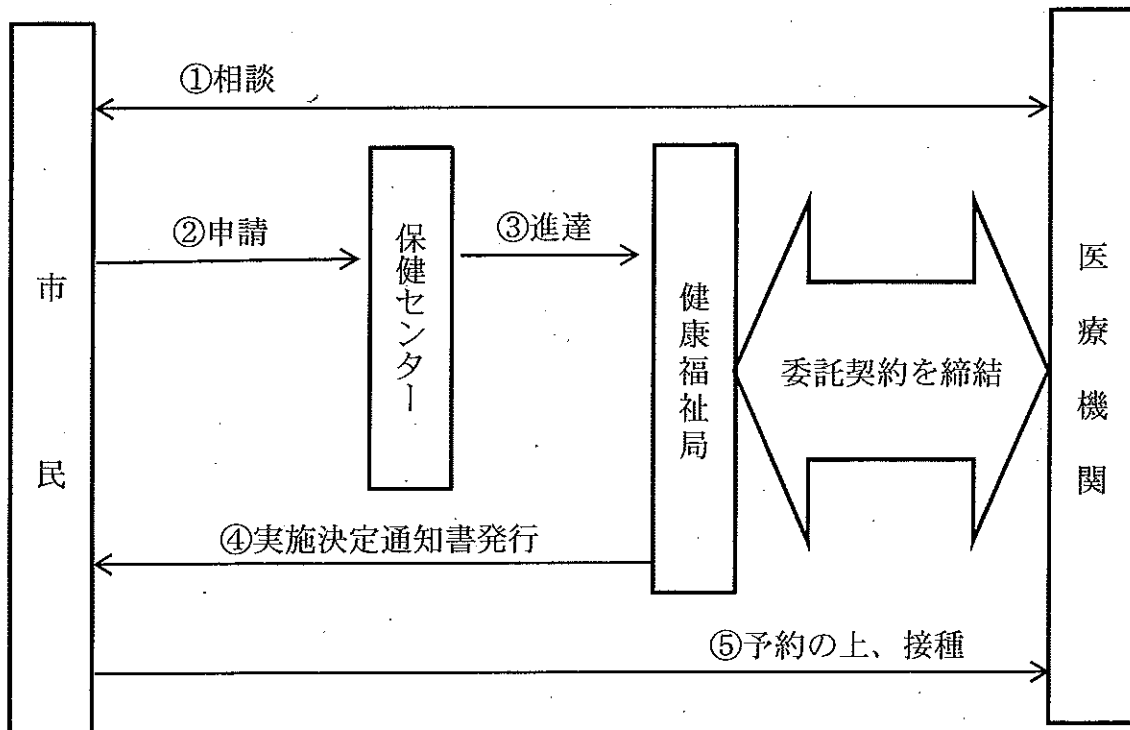 ①相談
②申請
③進達
市民
保健センター
健康福祉局
委託契約を締結
医療機関
④実施決定通知書発行
⑤予約の上、接種